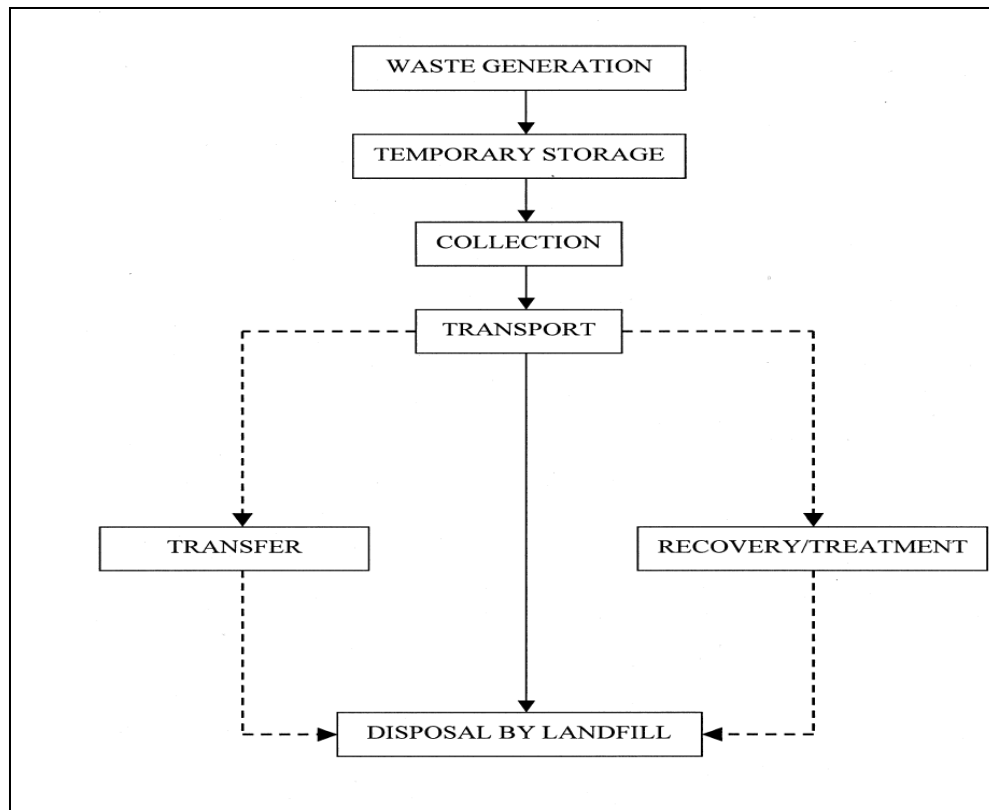 WASTE GENERATION
TEMPORARY STORAGE
COLLECTION
TRANSPORT
TRANSFER
RECOVERY/TREATMENT
DISPOSAL BY LANDFILL